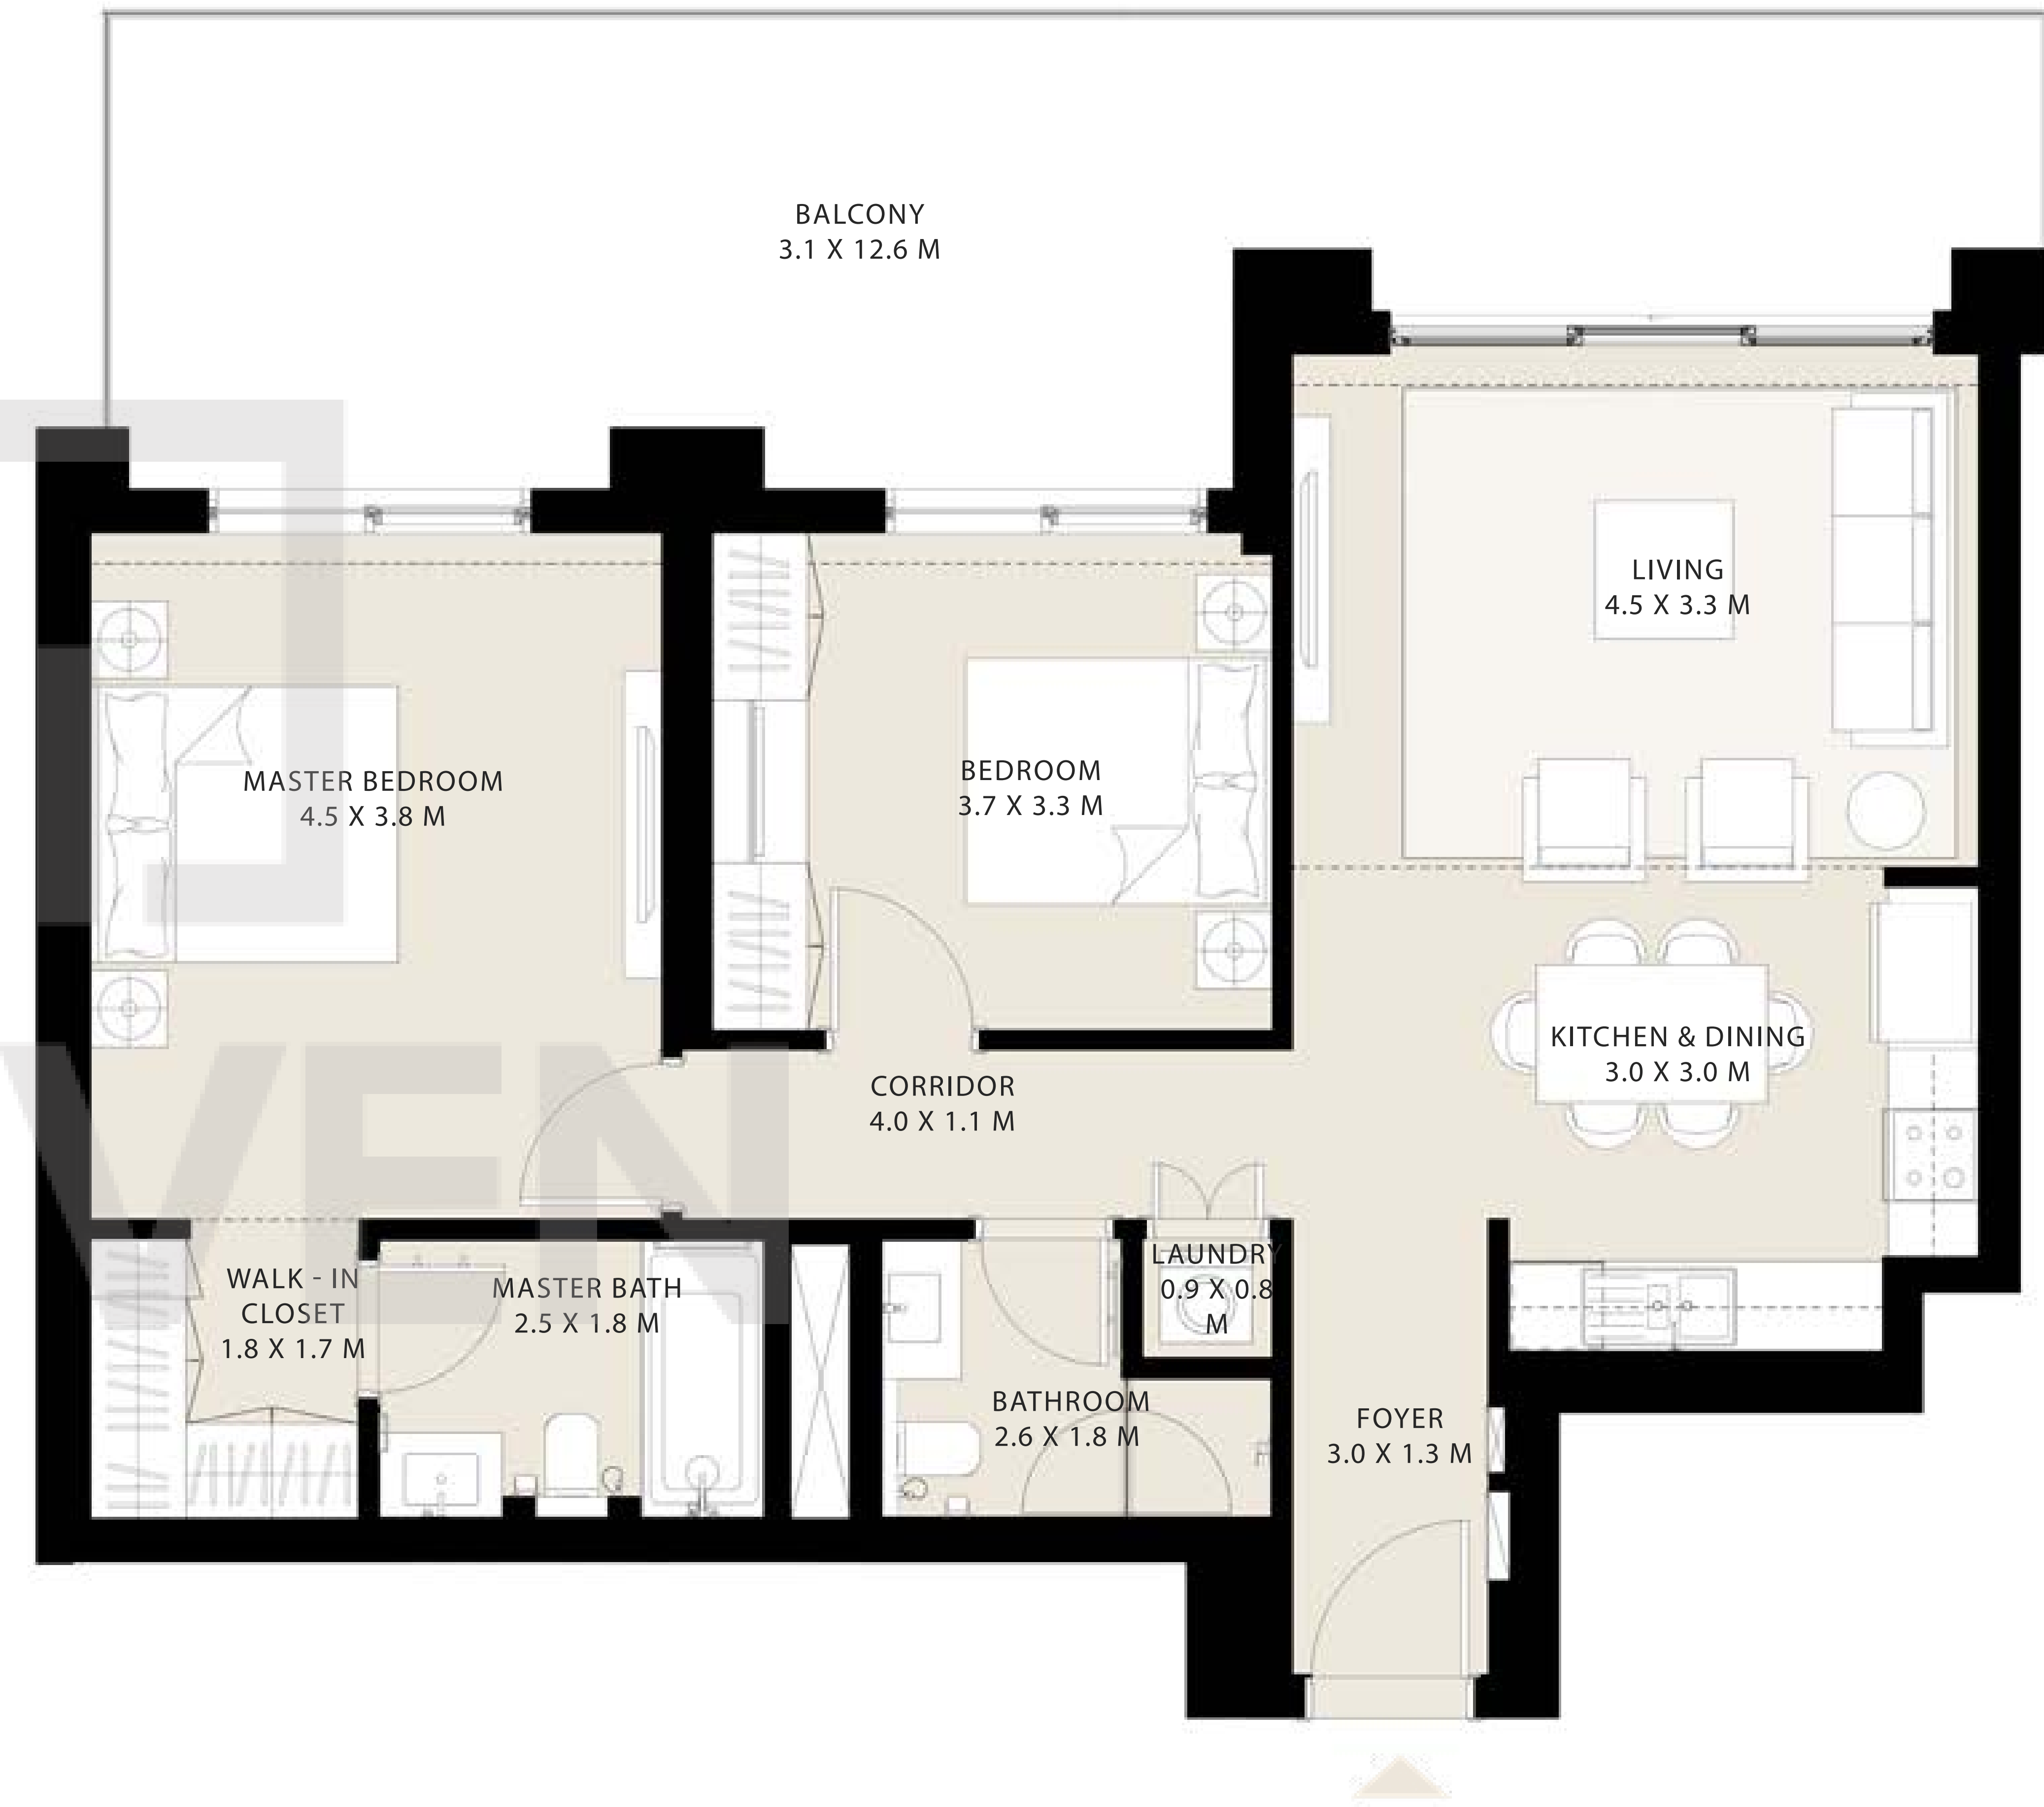 BALCONY
3.1 X 12.6 M
LIVING
4.5 X 3.3 M
MASTER BEDROOM
4.5 X 3.8 M
BEDROOM
3.7 X 3.3 M
KITCHEN & DINING
3.0 X 3.0 M
CORRIDOR
4.0 X 1.1 M
WALK - IN
CLOSET
1.8 X 1.7 M
MASTER BATH
2.5 X 1.8 M
LAUNDRY
0.9 X 0.8
M
BATHROOM
2.6 X 1.8 M
FOYER
3.0 X 1.3 M
VEN